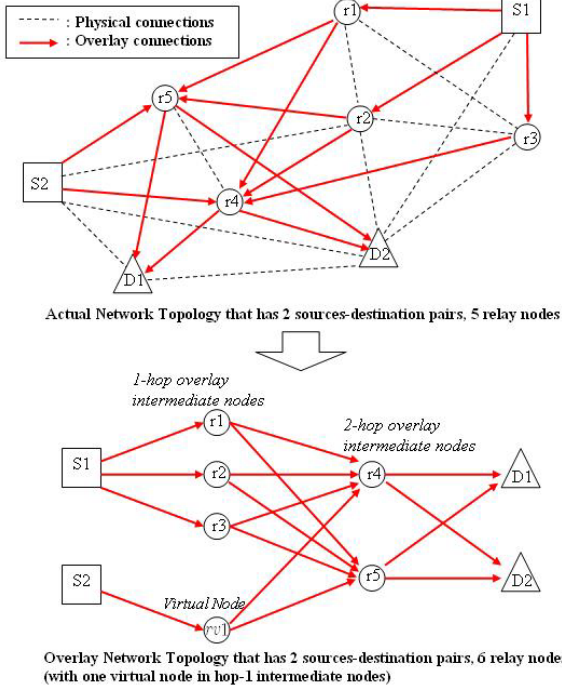 : Physical connections
: Overlay connections
r1
S1
r5
r2
r3
S2
r4
D2
D1
Actual Network Topology that has 2 sources-destination pairs, 5 relay nodes
1-hop overlay
intermediate nodes
r1
2-hop overlay
intermediate nodes
S1
r2
r4
D1
r3
S2
r5
D2
Virtual Node
rv1
Overlay Network Topology that has 2 sources-destination pairs, 6 relay nodes
(with one virtual node in hop-1 intermediate nodes)